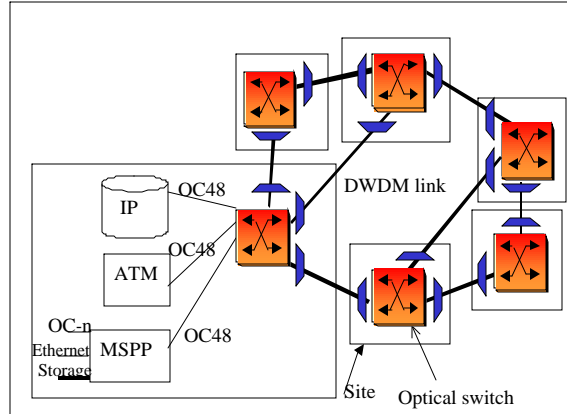 OC48
IP
DWDM link
OC48
ATM
OC-n
Ethernet
Storage
MSPP
OC48
Site
Optical switch